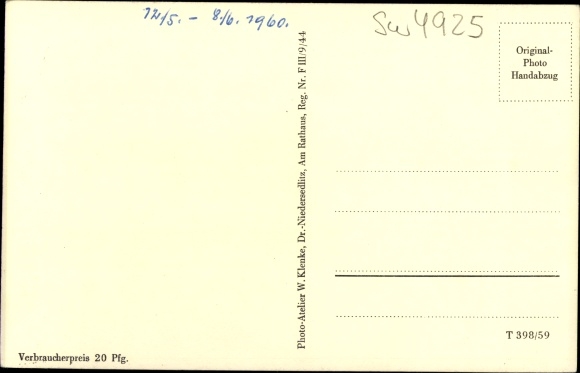 12/5. - 8/6. 1960.
Sw 4925
Original-
Photo
Handabzug
Photo-Atelier W. Klenke, Dr.-Niedersedlitz, Am Rathaus, Reg. Nr. F III/9/44
T 398/59
Verbraucherpreis 20 Pfg.